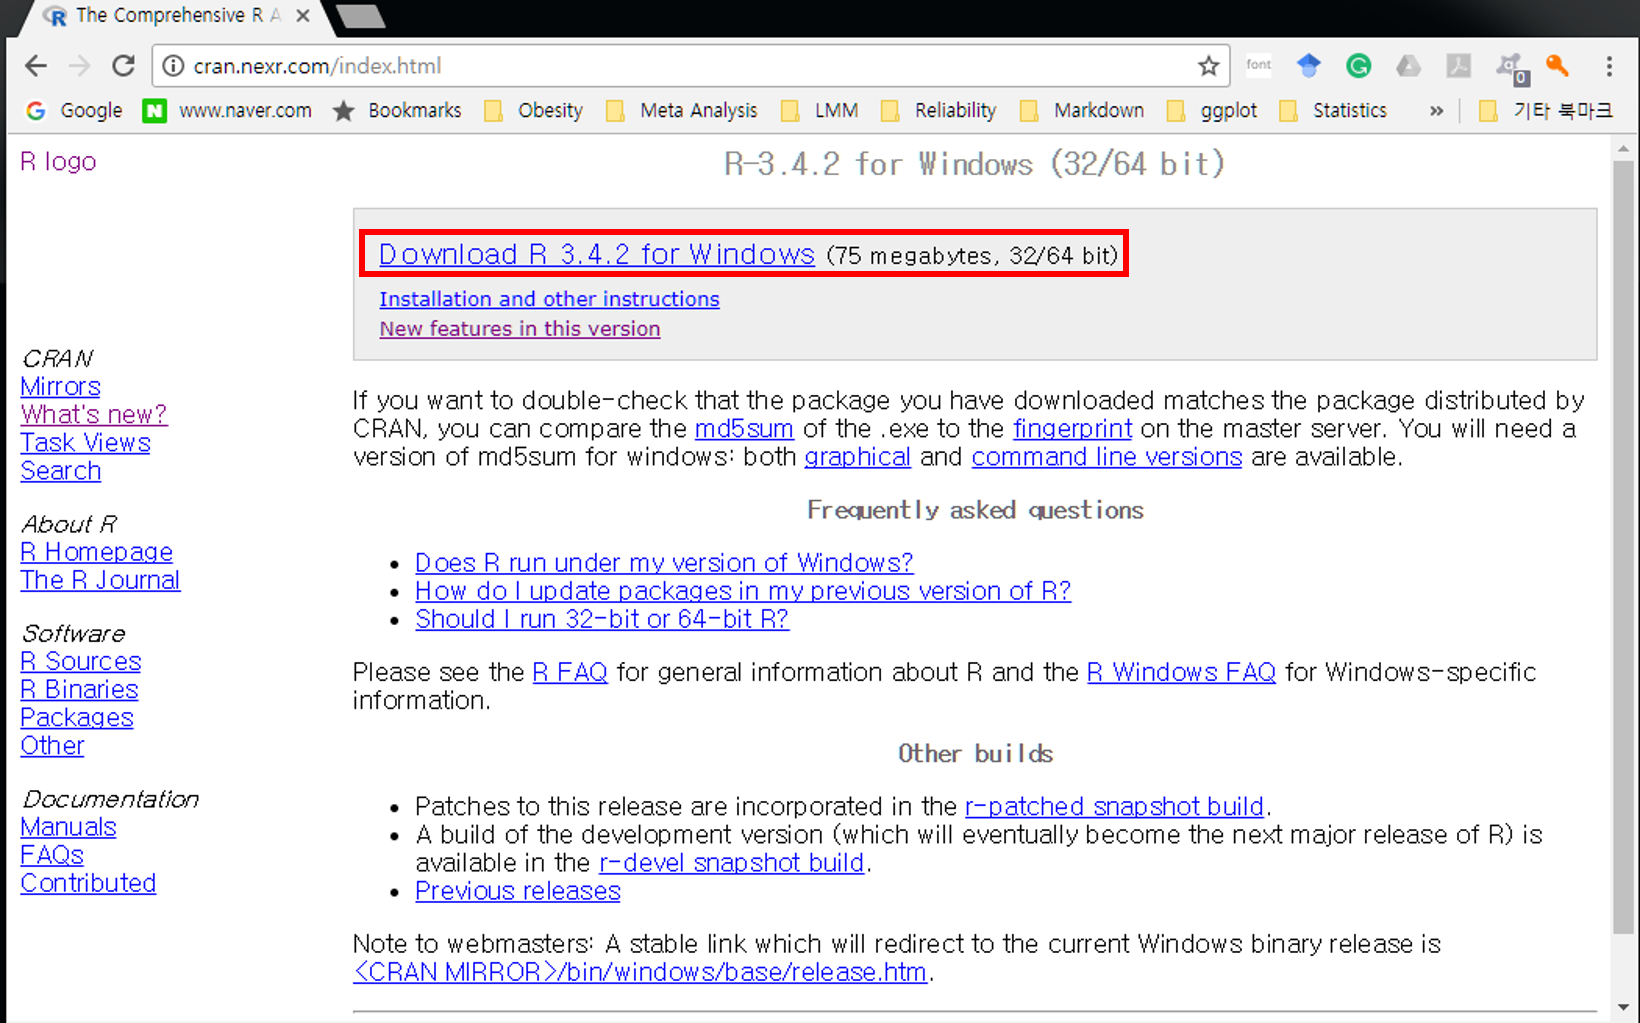 The Comprehensive R A
cran.nexr.com/index.html
font
0
Google
www.naver.com
Bookmarks
Obesity
Meta Analysis
LMM
Reliability
Markdown
ggplot
Statistics
»
기타 북마크
R logo
R-3.4.2 for Windows (32/64 bit)
Download R 3.4.2 for Windows (75 megabytes, 32/64 bit)
Installation and other instructions
New features in this version
CRAN
Mirrors
What's new?
Task Views
Search
About R
R Homepage
The R Journal
Software
R Sources
R Binaries
Packages
Other
Documentation
Manuals
FAQs
Contributed
If you want to double-check that the package you have downloaded matches the package distributed by
CRAN, you can compare the md5sum of the .exe to the fingerprint on the master server. You will need a
version of md5sum for windows: both graphical and command line versions are available.
Frequently asked questions
• Does R run under my version of Windows?
• How do I update packages in my previous version of R?
• Should I run 32-bit or 64-bit R?
Please see the R FAQ for general information about R and the R Windows FAQ for Windows-specific
information.
Other builds
• Patches to this release are incorporated in the r-patched snapshot build.
• A build of the development version (which will eventually become the next major release of R) is
available in the r-devel snapshot build.
• Previous releases
Note to webmasters: A stable link which will redirect to the current Windows binary release is
<CRAN MIRROR>/bin/windows/base/release.htm.